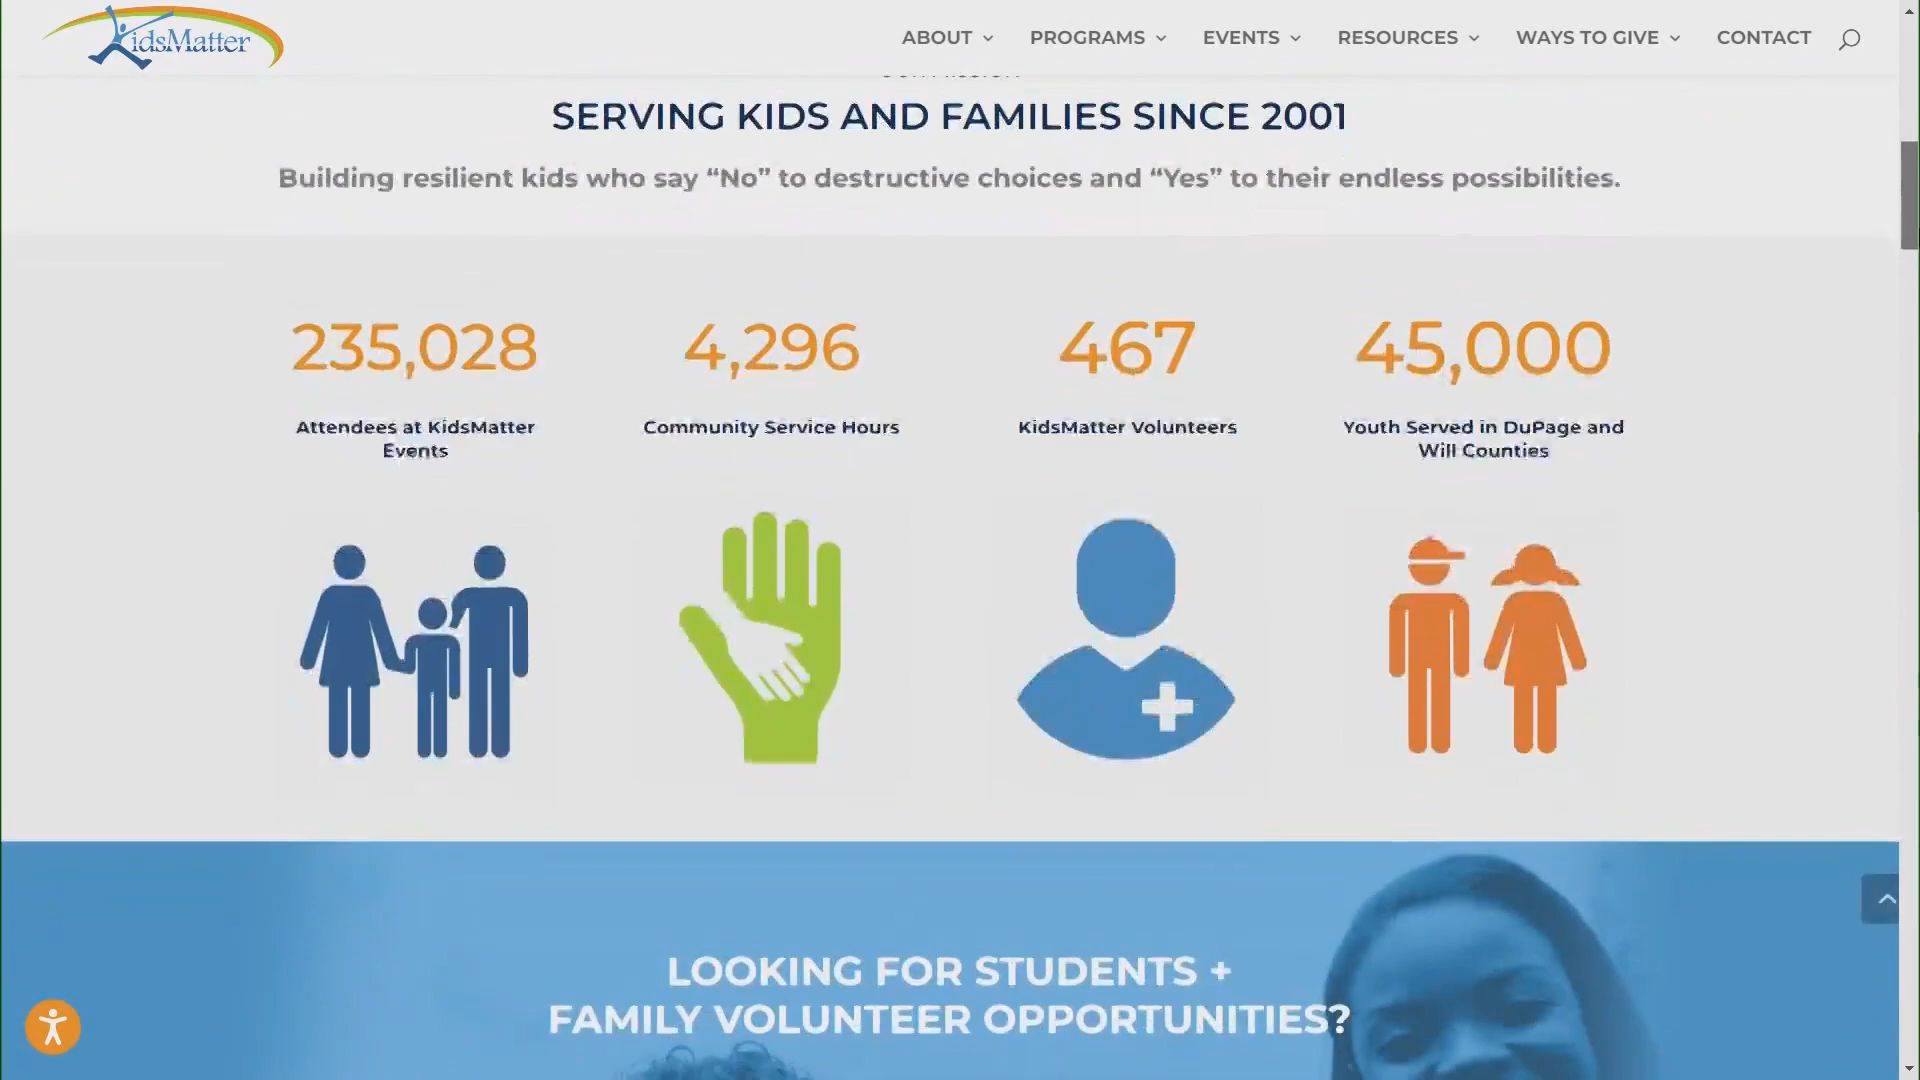 KidsMatter
ABOUT
PROGRAMS
EVENTS
RESOURCES
WAYS TO GIVE
CONTACT
SERVING KIDS AND FAMILIES SINCE 2001
Building resilient kids who say “No” to destructive choices and “Yes” to their endless possibilities.
235,028
Attendees at KidsMatter
Events
4,296
Community Service Hours
467
KidsMatter Volunteers
45,000
Youth Served in DuPage and
Will Counties
LOOKING FOR STUDENTS +
FAMILY VOLUNTEER OPPORTUNITIES?